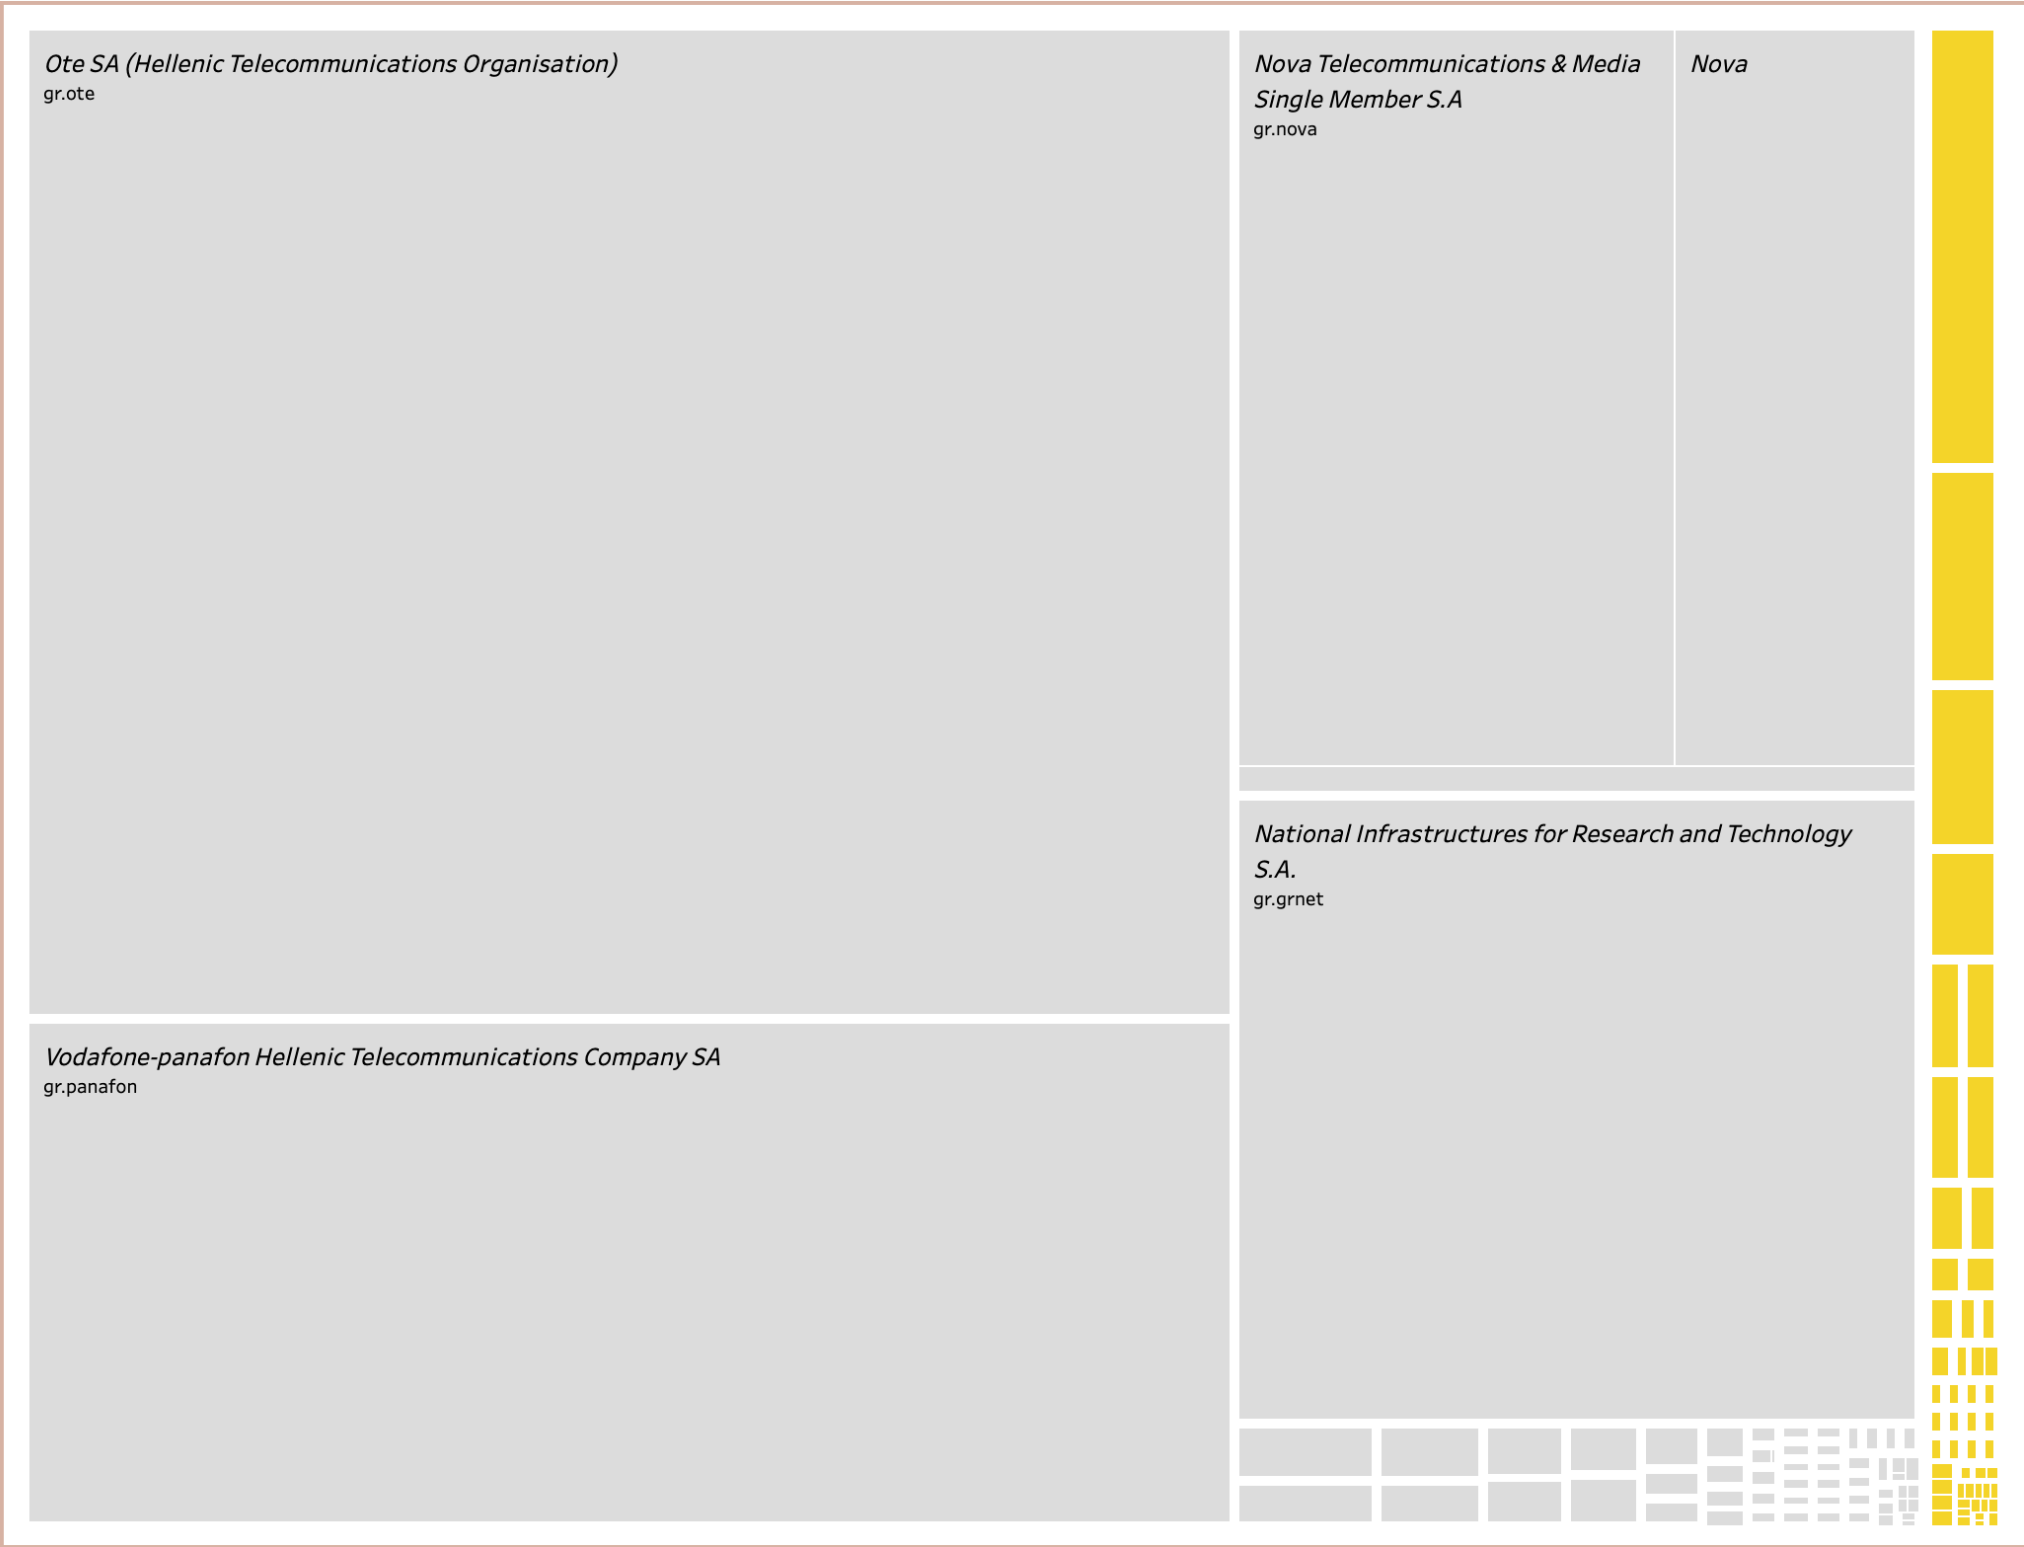 Ote SA (Hellenic Telecommunications Organisation)
gr.ote
Nova Telecommunications & Media
Single Member S.A
gr.nova
Nova
National Infrastructures for Research and Technology
S.A.
gr.grnet
Vodafone-panafon Hellenic Telecommunications Company SA
gr.panafon